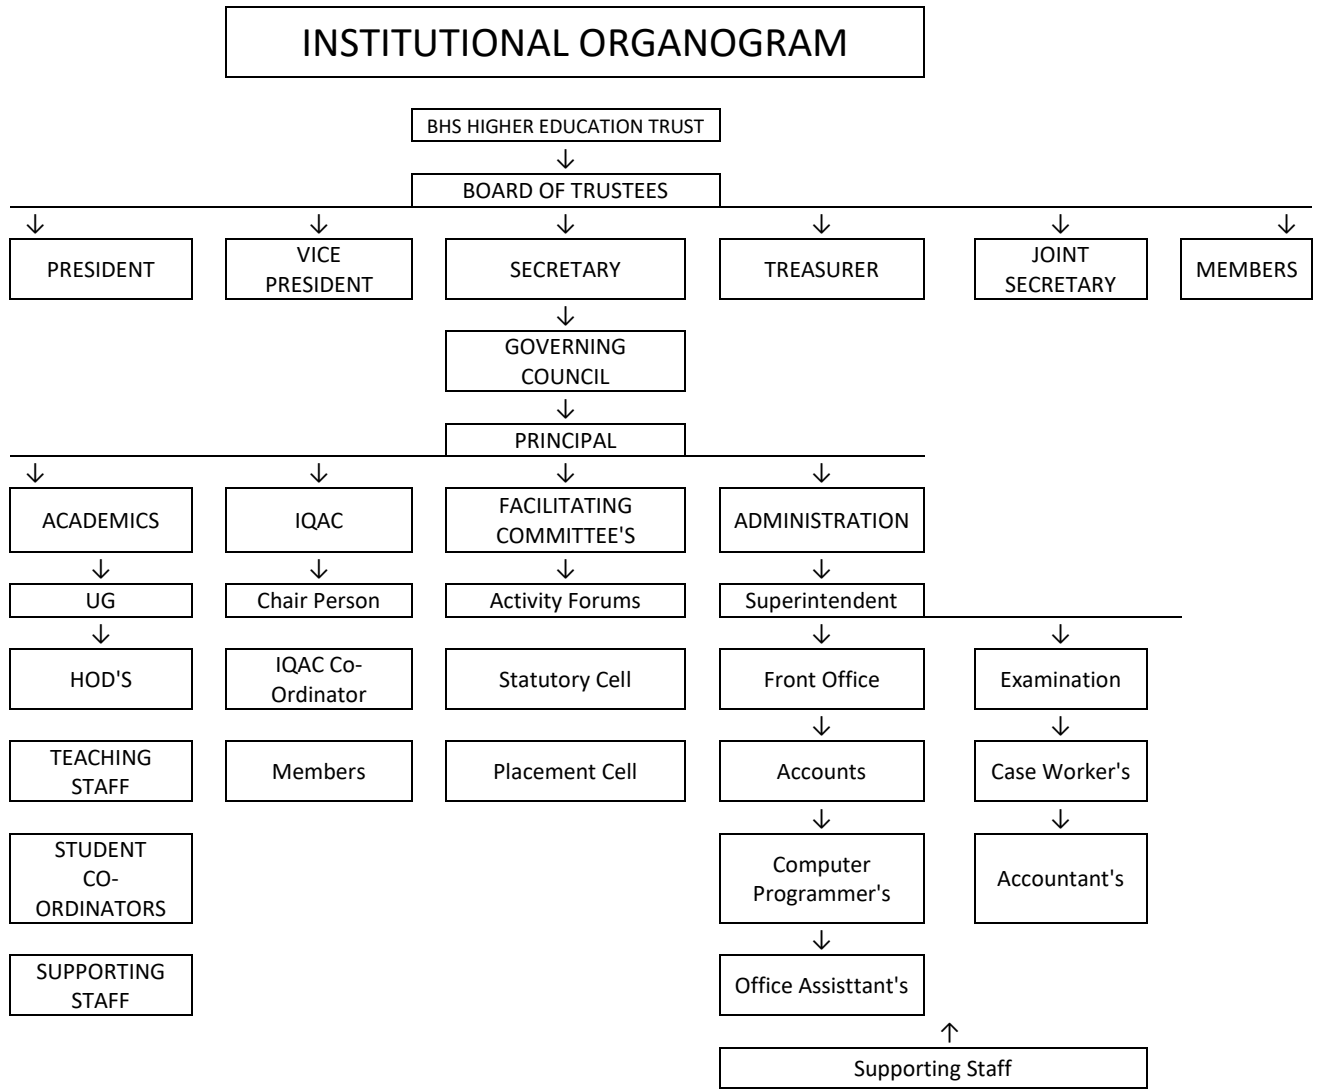 INSTITUTIONAL ORGANOGRAM
BHS HIGHER EDUCATION TRUST
BOARD OF TRUSTEES
PRESIDENT
VICE
PRESIDENT
SECRETARY
TREASURER
JOINT
SECRETARY
MEMBERS
GOVERNING
COUNCIL
PRINCIPAL
ACADEMICS
IQAC
FACILITATING
COMMITTEE'S
ADMINISTRATION
UG
Chair Person
Activity Forums
Superintendent
HOD'S
IQAC Co-
Ordinator
Statutory Cell
Front Office
Examination
TEACHING
STAFF
Members
Placement Cell
Accounts
Case Worker's
STUDENT
CO-
ORDINATORS
Computer
Programmer's
Accountant's
SUPPORTING
STAFF
Office Assisttant's
Supporting Staff